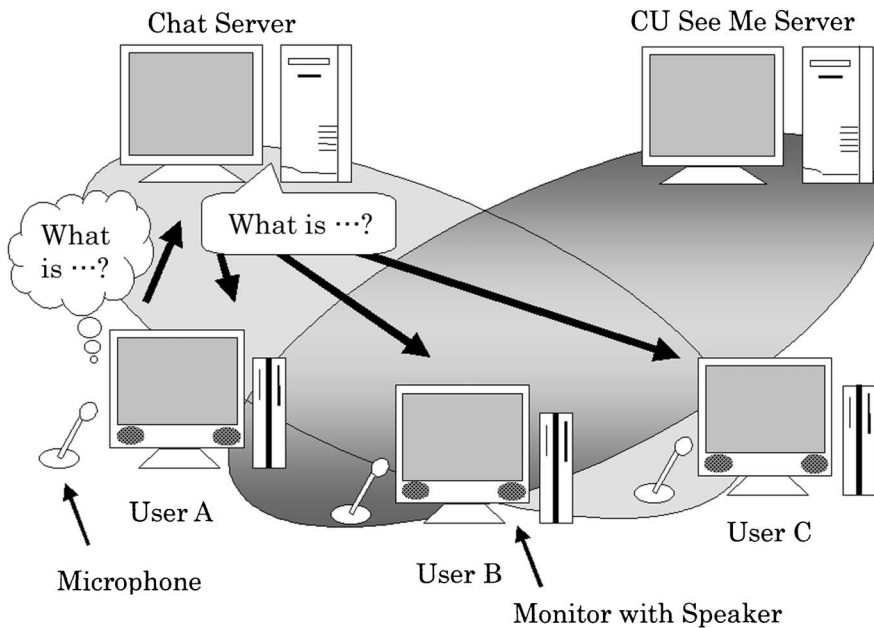 Chat Server
CU See Me Server
What
is ⋯?
What is ⋯?
User A
User B
User C
Microphone
Monitor with Speaker